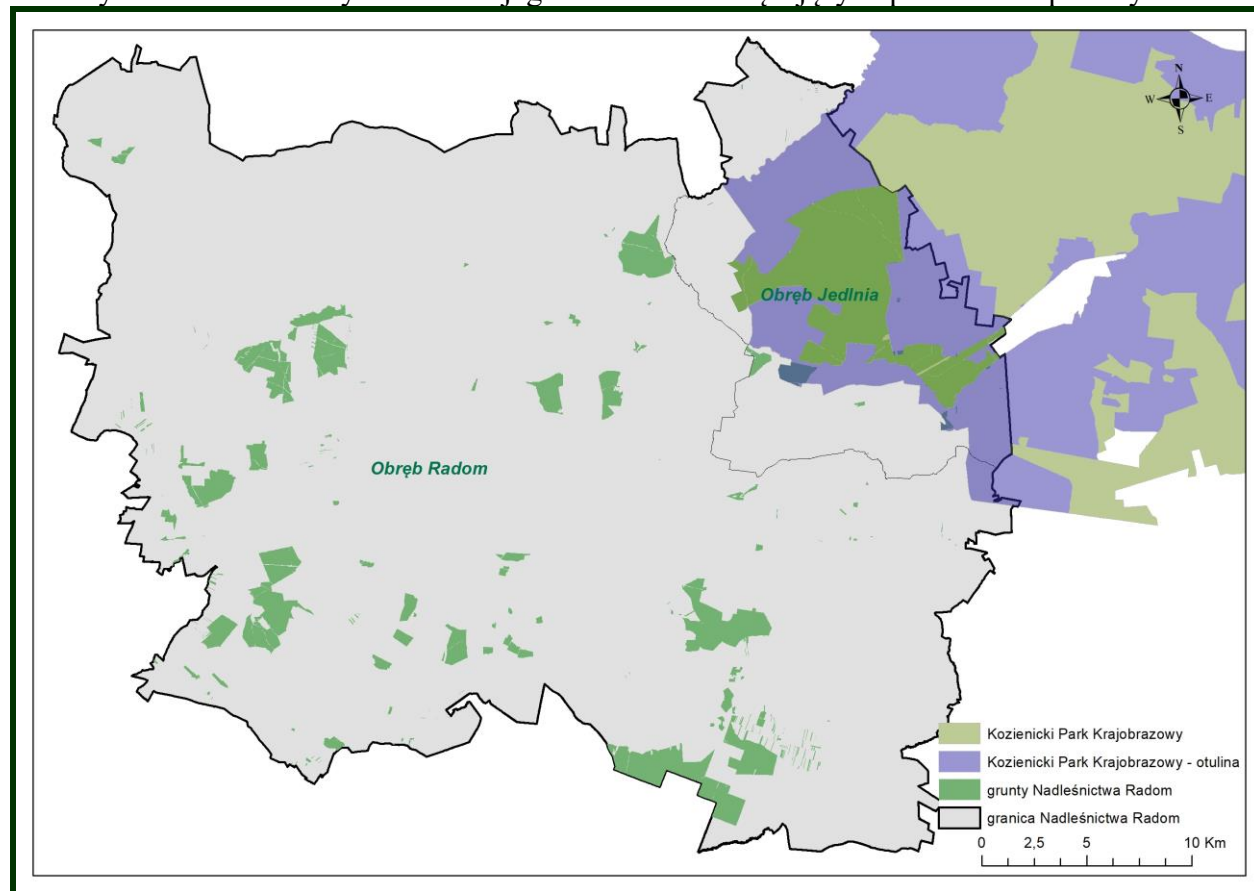 N
W E
S
Obręb Jedlnia
Obręb Radom
Kozienicki Park Krajobrazowy
Kozienicki Park Krajobrazowy - otulina
grunty Nadleśnictwa Radom
granica Nadleśnictwa Radom
0 2,5 5 10 Km